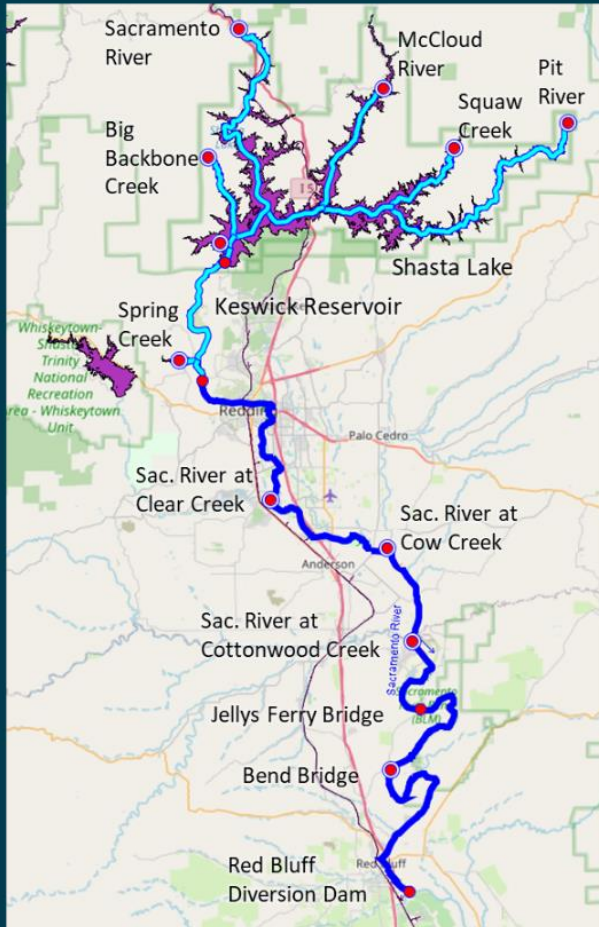 Sacramento
River
McCloud
River
Pit
River
Squaw
Creek
Big
Backbone
Creek
I 5
Shasta Lake
Keswick Reservoir
Spring
Creek
Whiskeytown-
Shasta-
Trinity
National
Recreation
Area - Whiskeytown
Unit
Redding
Palo Cedro
Sac. River at
Clear Creek
Sac. River at
Cow Creek
Anderson
Sac. River at
Cottonwood Creek
Sacramento River
Sacramento
(BLM)
Jellys Ferry Bridge
Bend Bridge
Red Bluff
Diversion Dam
Red Bluff